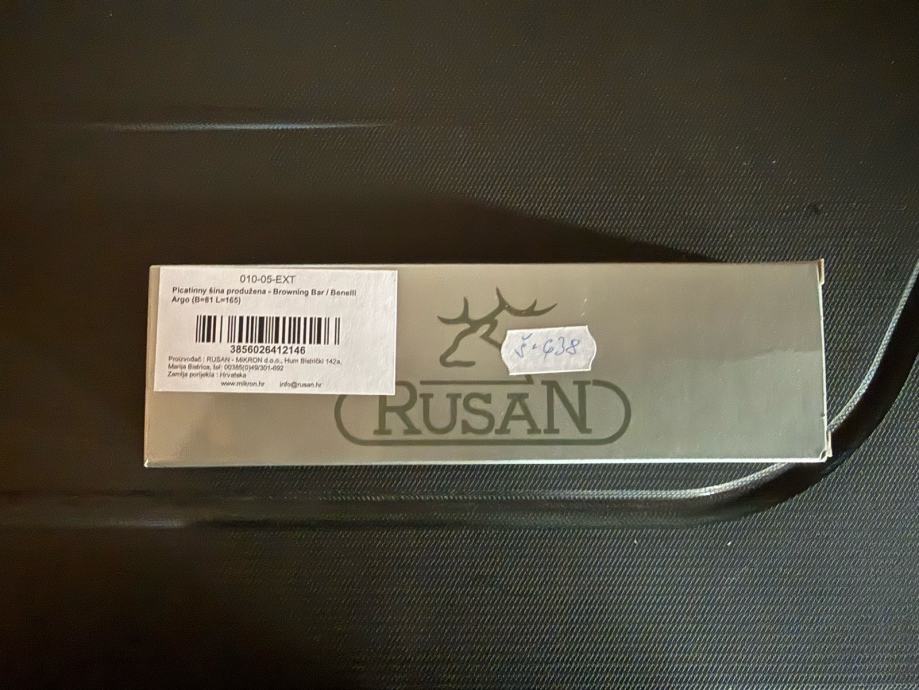 010-05-EXT
Picatinny šina produžena - Browning Bar / Benelli
Argo (B=61 L=165)
3856026412146
Proizvođač : RUSAN - MIKRON d.o.o., Hum Bistrički 142a,
Marija Bistrica, tel: 00385(0)49/301-692
Zemlja porijekla : Hrvatska
www.mikron.hr info@rusan.hr
š-638
RUSAN